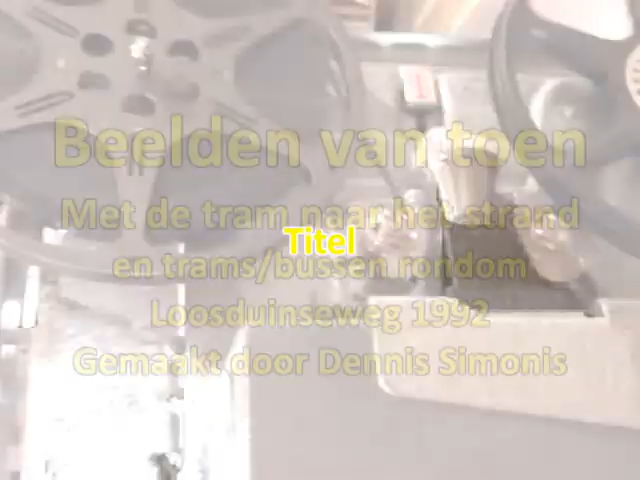 Beelden van toen
Met de tram naar het strand
Titel
en trams/bussen rondom
Loosduinseweg 1992
Gemaakt door Dennis Simonis